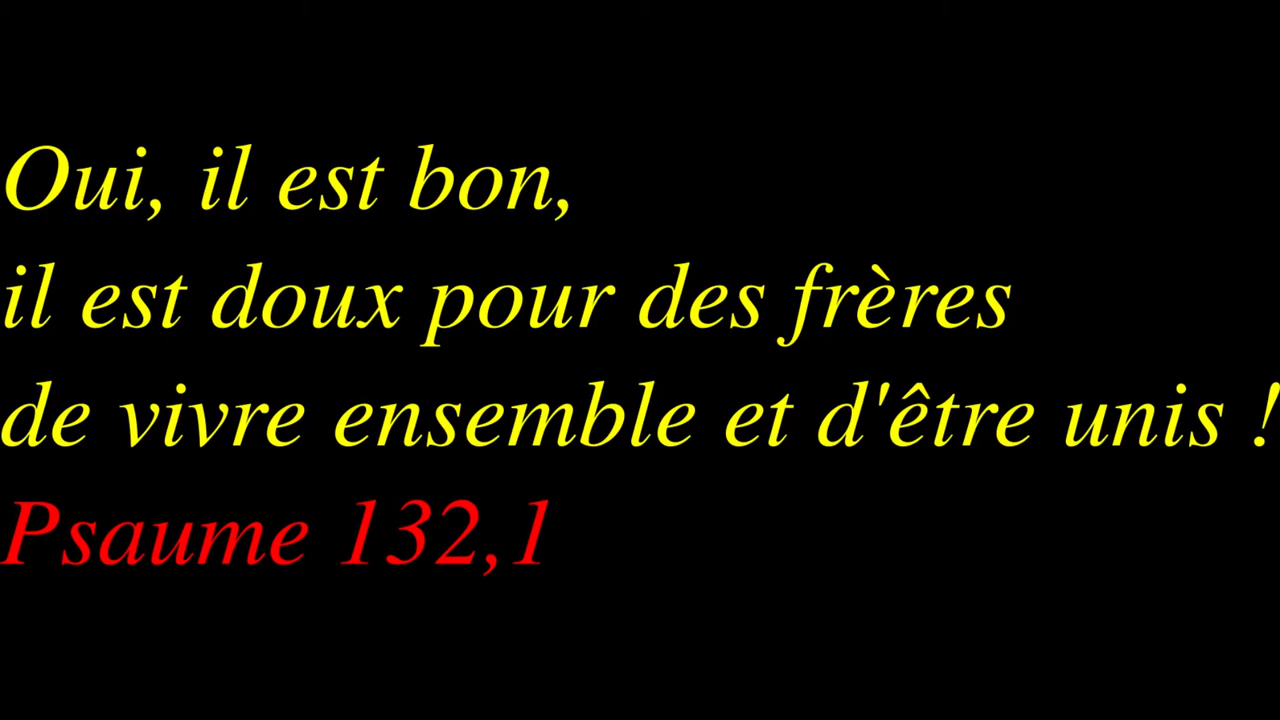 Oui, il est bon,
il est doux pour des frères
de vivre ensemble et d'être unis !
Psaume 132,1